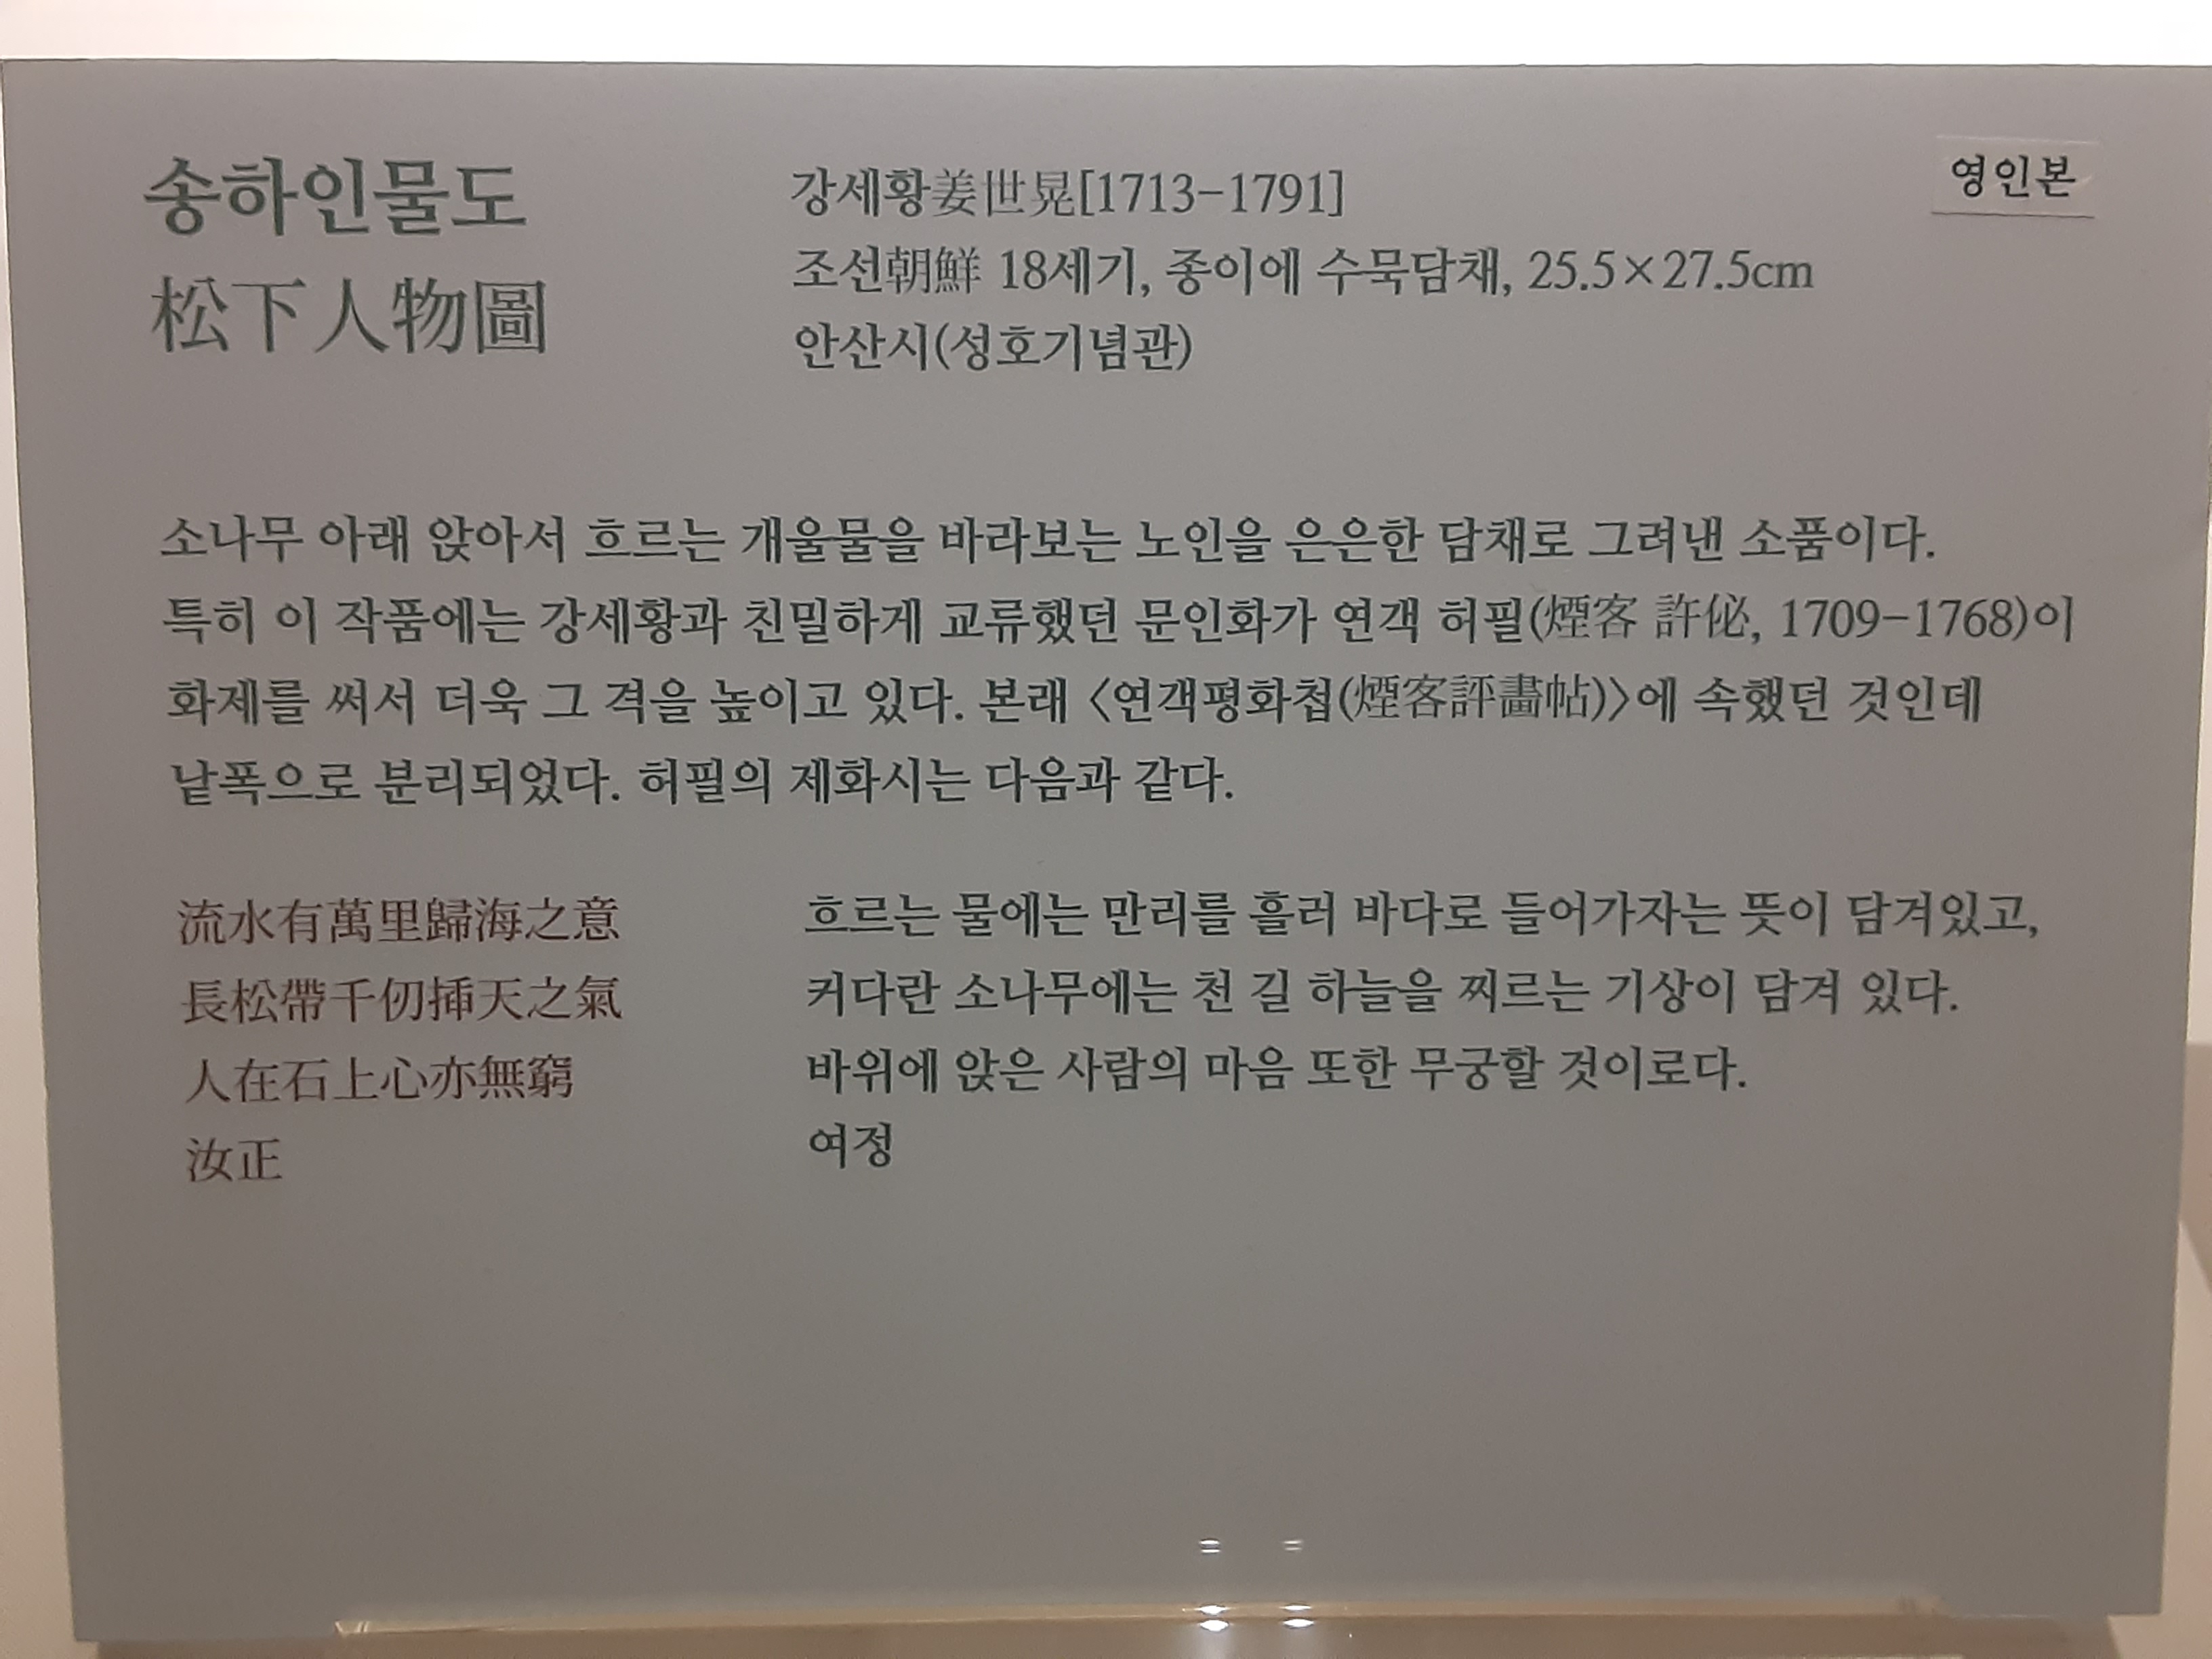 송하인물도
松下人物圖
강세황姜世晃[1713-1791]
조선朝鮮 18세기, 종이에 수묵담채, 25.5×27.5cm
안산시(성호기념관)
영인본
소나무 아래 앉아서 흐르는 개울물을 바라보는 노인을 은은한 담채로 그려낸 소품이다.
특히 이 작품에는 강세황과 친밀하게 교류했던 문인화가 연객 허필(煙客 許佖, 1709-1768)이
화제를 써서 더욱 그 격을 높이고 있다. 본래 〈연객평화첩(煙客評畵帖)〉에 속했던 것인데
낱폭으로 분리되었다. 허필의 제화시는 다음과 같다.
流水有萬里歸海之意
長松帶千仞揷天之氣
人在石上心亦無窮
汝正
흐르는 물에는 만리를 흘러 바다로 들어가자는 뜻이 담겨있고,
커다란 소나무에는 천 길 하늘을 찌르는 기상이 담겨 있다.
바위에 앉은 사람의 마음 또한 무궁할 것이로다.
여정